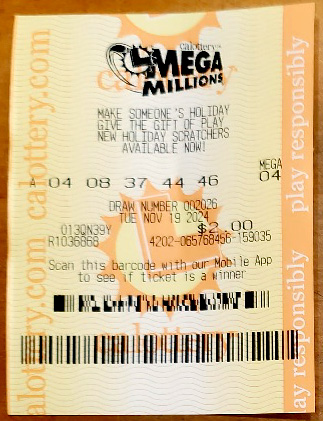 calottery
MEGA
MILLIONS
MAKE SOMEONE'S HOLIDAY
GIVE THE GIFT OF PLAY
NEW HOLIDAY SCRATCHERS
AVAILABLE NOW!
MEGA
A 04 08 37 44 46 04
DRAW NUMBER 002026
TUE NOV 19 2024
013QN39Y $2.00
R1036868 4202-065768456-159035
Scan this barcode with our Mobile App
to see if ticket is a winner
calottery
calottery
alottery.com calottery.com
ay responsibly play responsibly